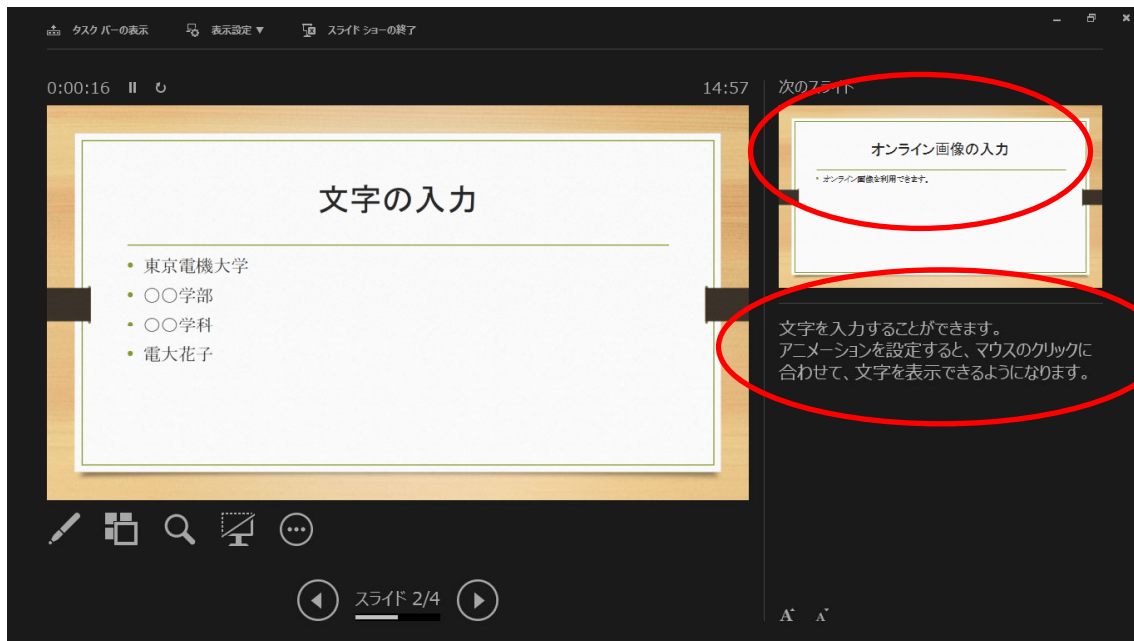 タスク バーの表示 表示設定 ▼ スライド ショーの終了
0:00:16 14:57
文字の入力
• 東京電機大学
• 〇〇学部
• 〇〇学科
• 電大花子
スライド 2/4
次のスライド
オンライン画像の入力
• オンライン画像を利用できます。
文字を入力することができます。
アニメーションを設定すると、マウスのクリックに
合わせて、文字を表示できるようになります。
A A